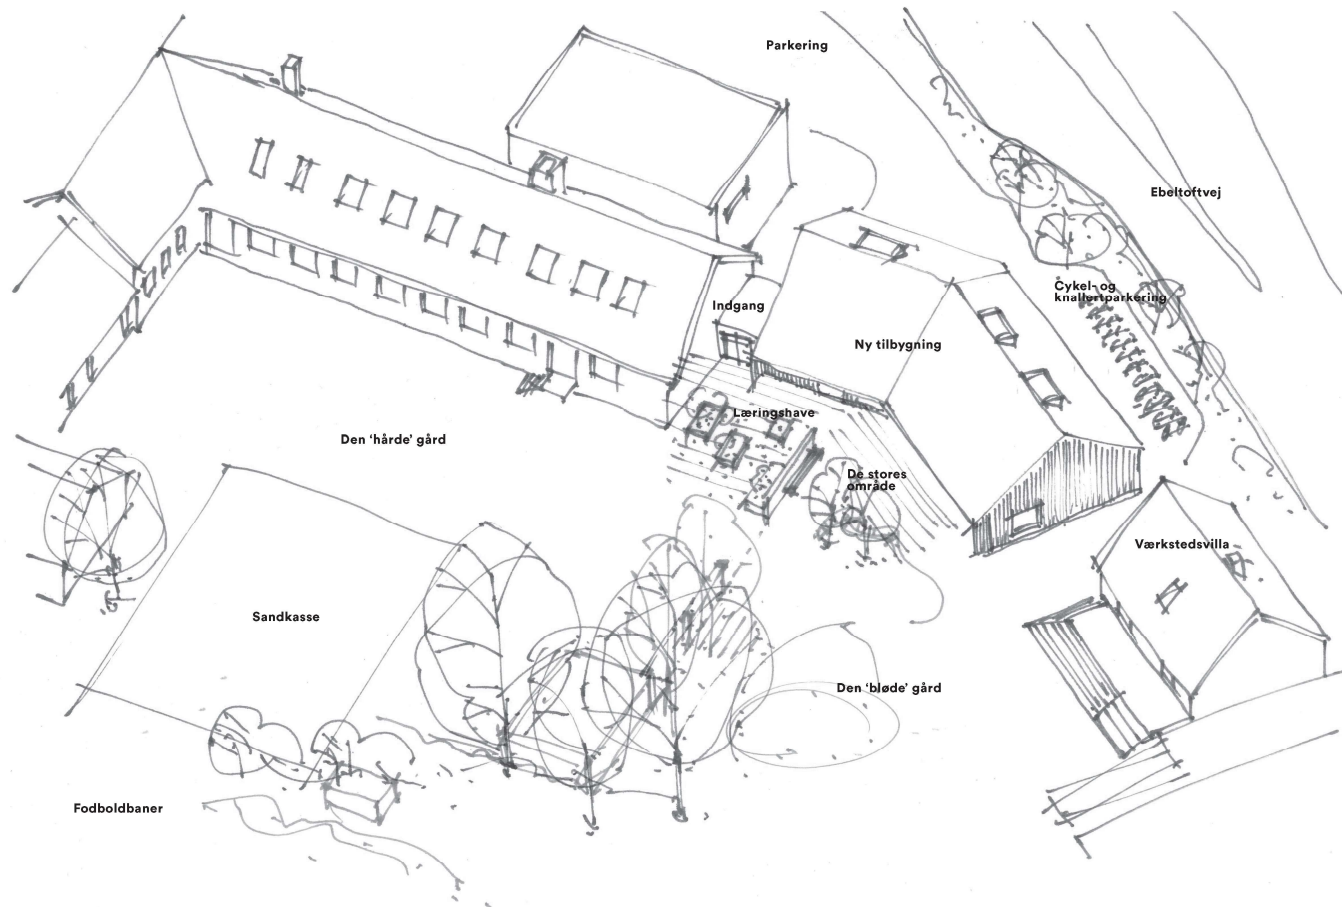 Parkering
Ebeltoftvej
Cykel- og
knallertparkering
Indgang
Ny tilbygning
Læringshave
Den ‘hårde’ gård
De stores
område
Værkstedsvilla
Sandkasse
Den ‘bløde’ gård
Fodboldbaner